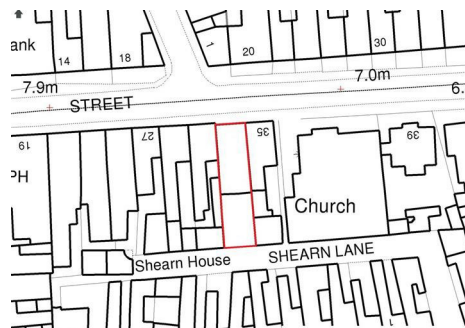 ank
14
18
1
20
30
7.9m
7.0m
6.
STREET
19
27
35
39
PH
Church
Shearn House
SHEARN LANE